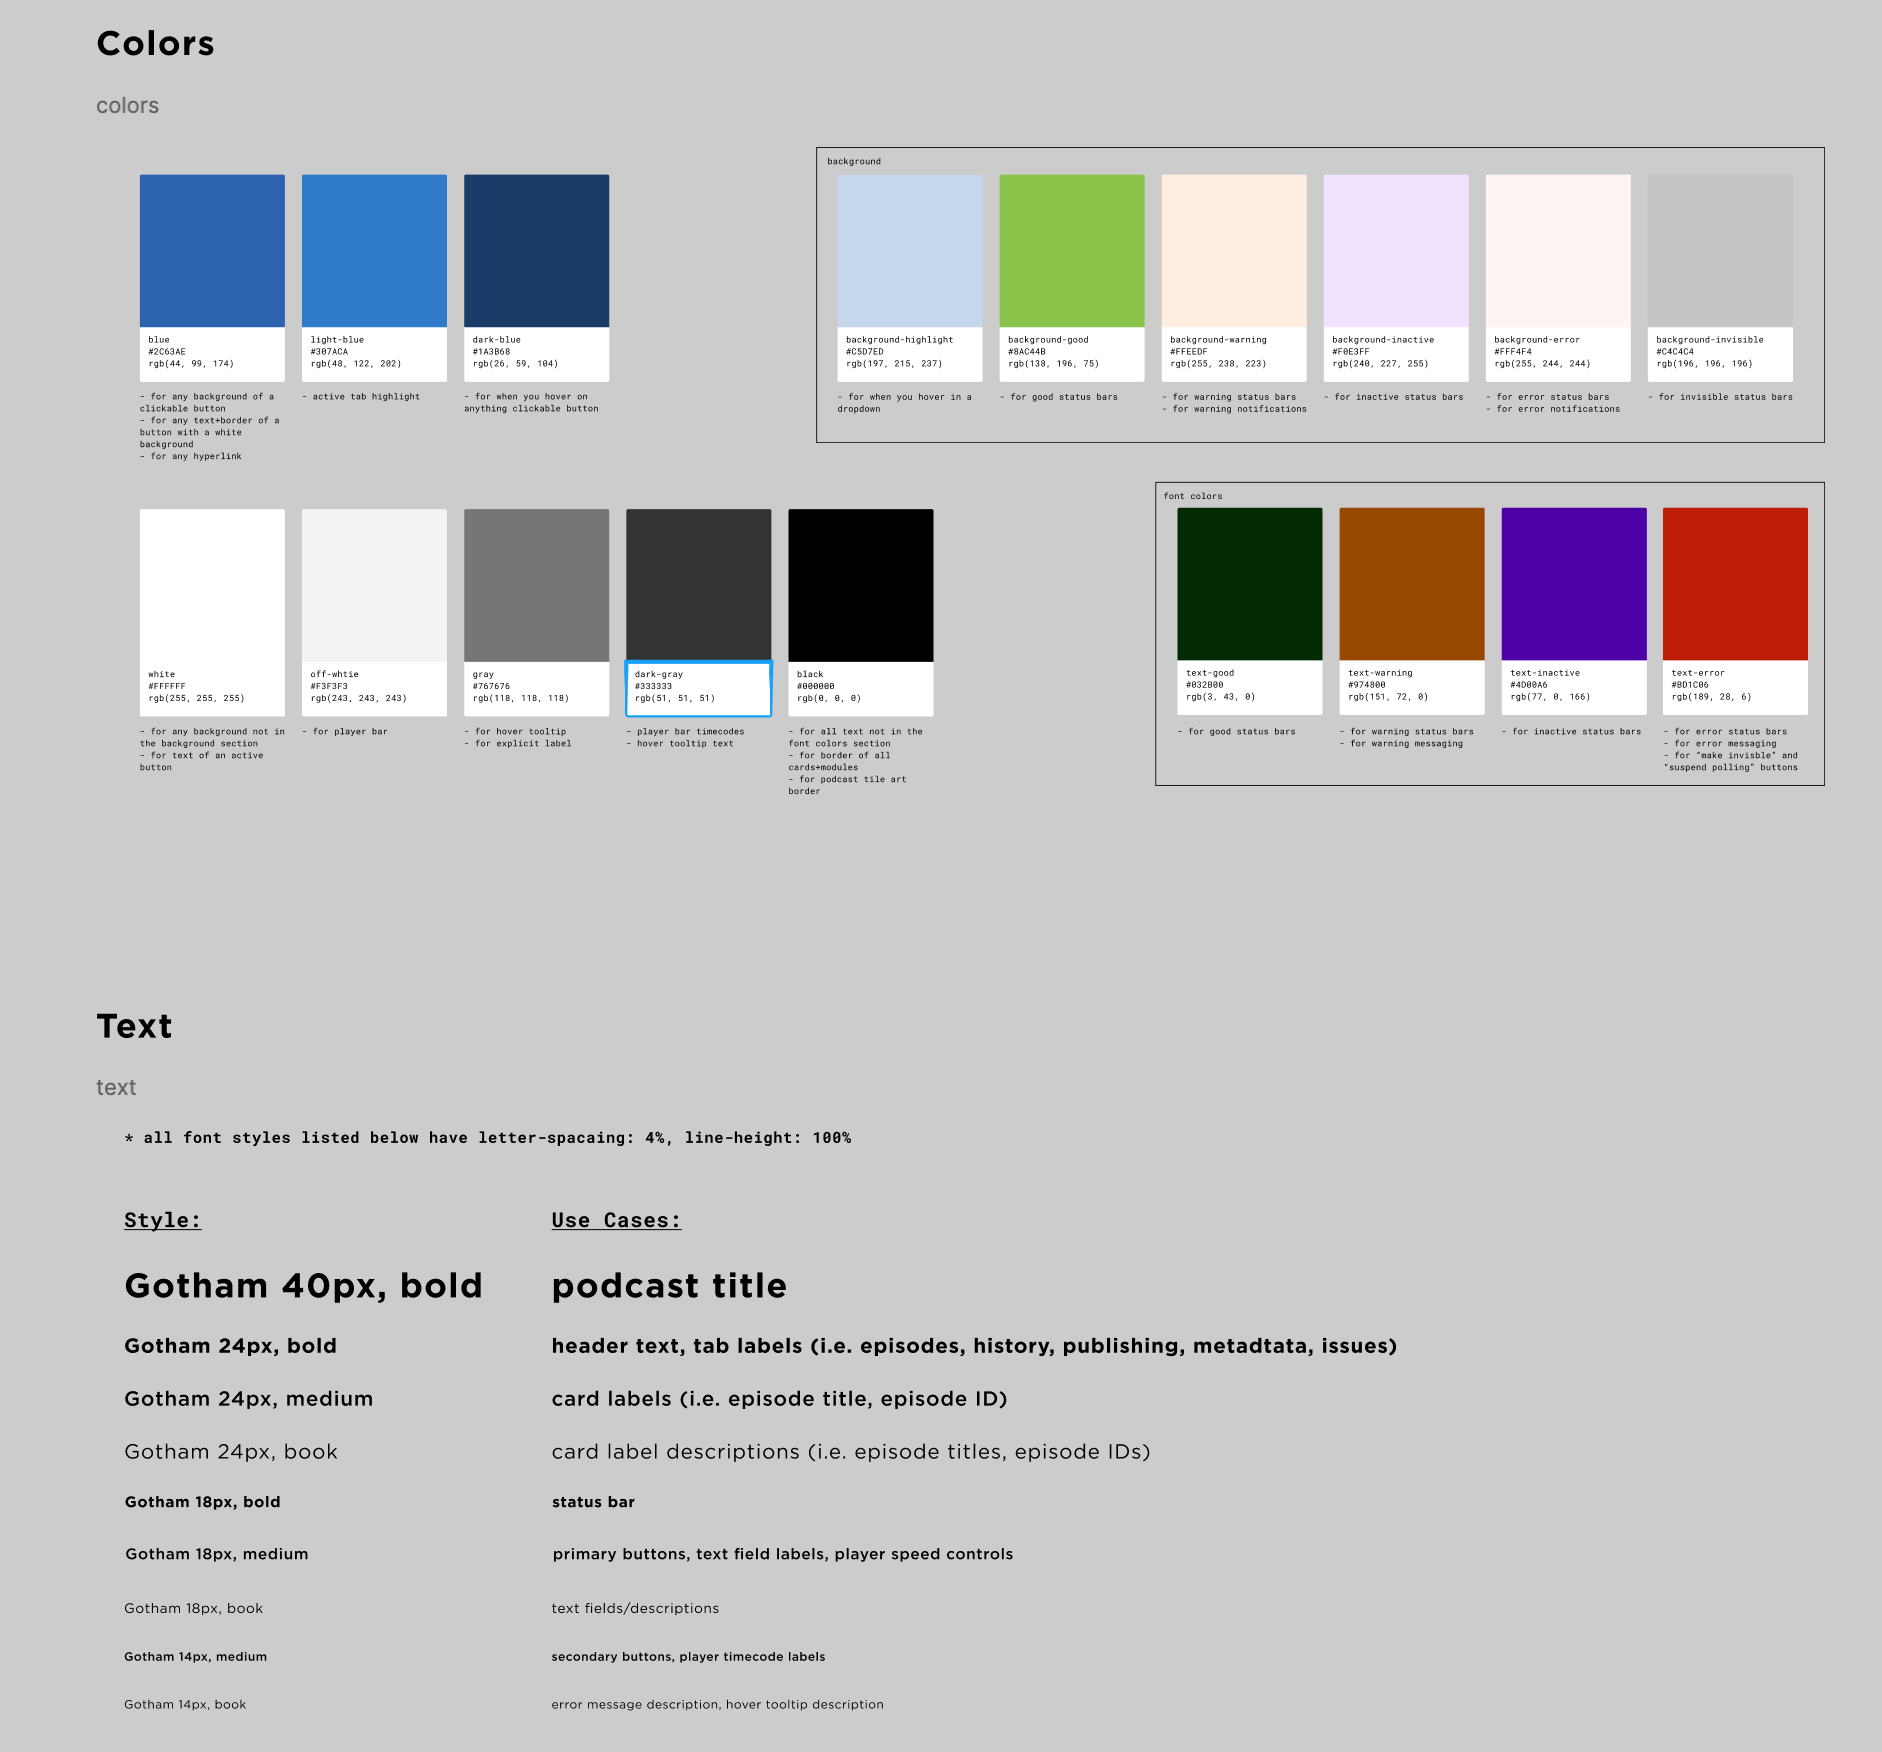 Colors
colors
blue
#2C63AE
rgb(44, 99, 174)
- for any background of a
clickable button
- for any text+border of a
button with a white
background
- for any hyperlink
light-blue
#307ACA
rgb(48, 122, 202)
- active tab highlight
dark-blue
#1A3B68
rgb(26, 59, 104)
- for when you hover on
anything clickable button
background
background-highlight
#C5D7ED
rgb(197, 215, 237)
- for when you hover in a
dropdown
background-good
#8AC44B
rgb(138, 196, 75)
- for good status bars
background-warning
#FFEEDF
rgb(255, 238, 223)
- for warning status bars
- for warning notifications
background-inactive
#F0E3FF
rgb(240, 227, 255)
- for inactive status bars
background-error
#FFF4F4
rgb(255, 244, 244)
- for error status bars
- for error notifications
background-invisible
#C4C4C4
rgb(196, 196, 196)
- for invisible status bars
white
#FFFFFF
rgb(255, 255, 255)
- for any background not in
the background section
- for text of an active
button
off-whtie
#F3F3F3
rgb(243, 243, 243)
- for player bar
gray
#767676
rgb(118, 118, 118)
- for hover tooltip
- for explicit label
dark-gray
#333333
rgb(51, 51, 51)
- player bar timecodes
- hover tooltip text
black
#000000
rgb(0, 0, 0)
- for all text not in the
font colors section
- for border of all
cards+modules
- for podcast tile art
border
font colors
text-good
#032B00
rgb(3, 43, 0)
- for good status bars
text-warning
#974800
rgb(151, 72, 0)
- for warning status bars
- for warning messaging
text-inactive
#4D00A6
rgb(77, 0, 166)
- for inactive status bars
text-error
#BD1C06
rgb(189, 28, 6)
- for error status bars
- for error messaging
- for “make invisble” and
“suspend polling” buttons
Text
text
* all font styles listed below have letter-spacaing: 4%, line-height: 100%
Style:
Use Cases:
Gotham 40px, bold
podcast title
Gotham 24px, bold
header text, tab labels (i.e. episodes, history, publishing, metadtata, issues)
Gotham 24px, medium
card labels (i.e. episode title, episode ID)
Gotham 24px, book
card label descriptions (i.e. episode titles, episode IDs)
Gotham 18px, bold
status bar
Gotham 18px, medium
primary buttons, text field labels, player speed controls
Gotham 18px, book
text fields/descriptions
Gotham 14px, medium
secondary buttons, player timecode labels
Gotham 14px, book
error message description, hover tooltip description